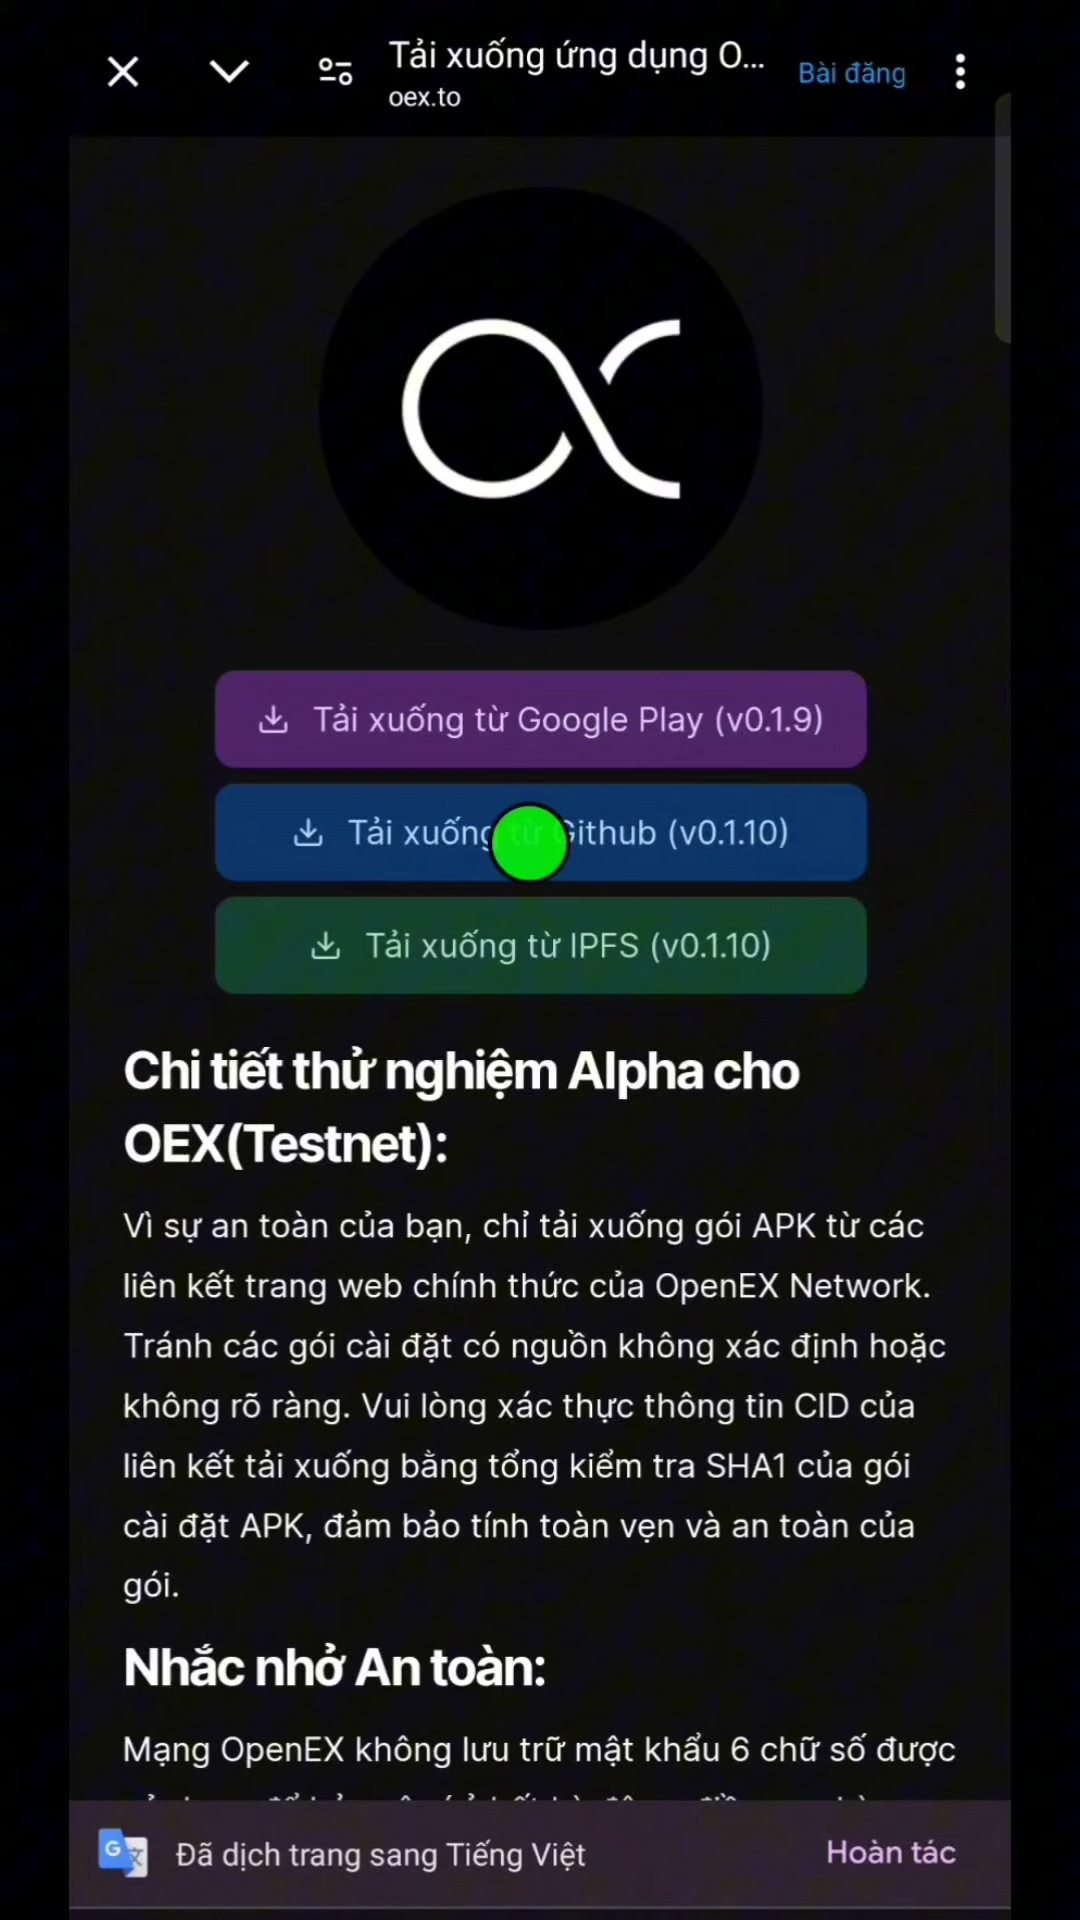 Tải xuống ứng dụng O...
oex.to
Bài đăng
Tải xuống từ Google Play (v0.1.9)
Tải xuống từ Github (v0.1.10)
Tải xuống từ IPFS (v0.1.10)
Chi tiết thử nghiệm Alpha cho
OEX(Testnet):
Vì sự an toàn của bạn, chỉ tải xuống gói APK từ các
liên kết trang web chính thức của OpenEX Network.
Tránh các gói cài đặt có nguồn không xác định hoặc
không rõ ràng. Vui lòng xác thực thông tin CID của
liên kết tải xuống bằng tổng kiểm tra SHA1 của gói
cài đặt APK, đảm bảo tính toàn vẹn và an toàn của
gói.
Nhắc nhở An toàn:
Mạng OpenEX không lưu trữ mật khẩu 6 chữ số được
Đã dịch trang sang Tiếng Việt
Hoàn tác